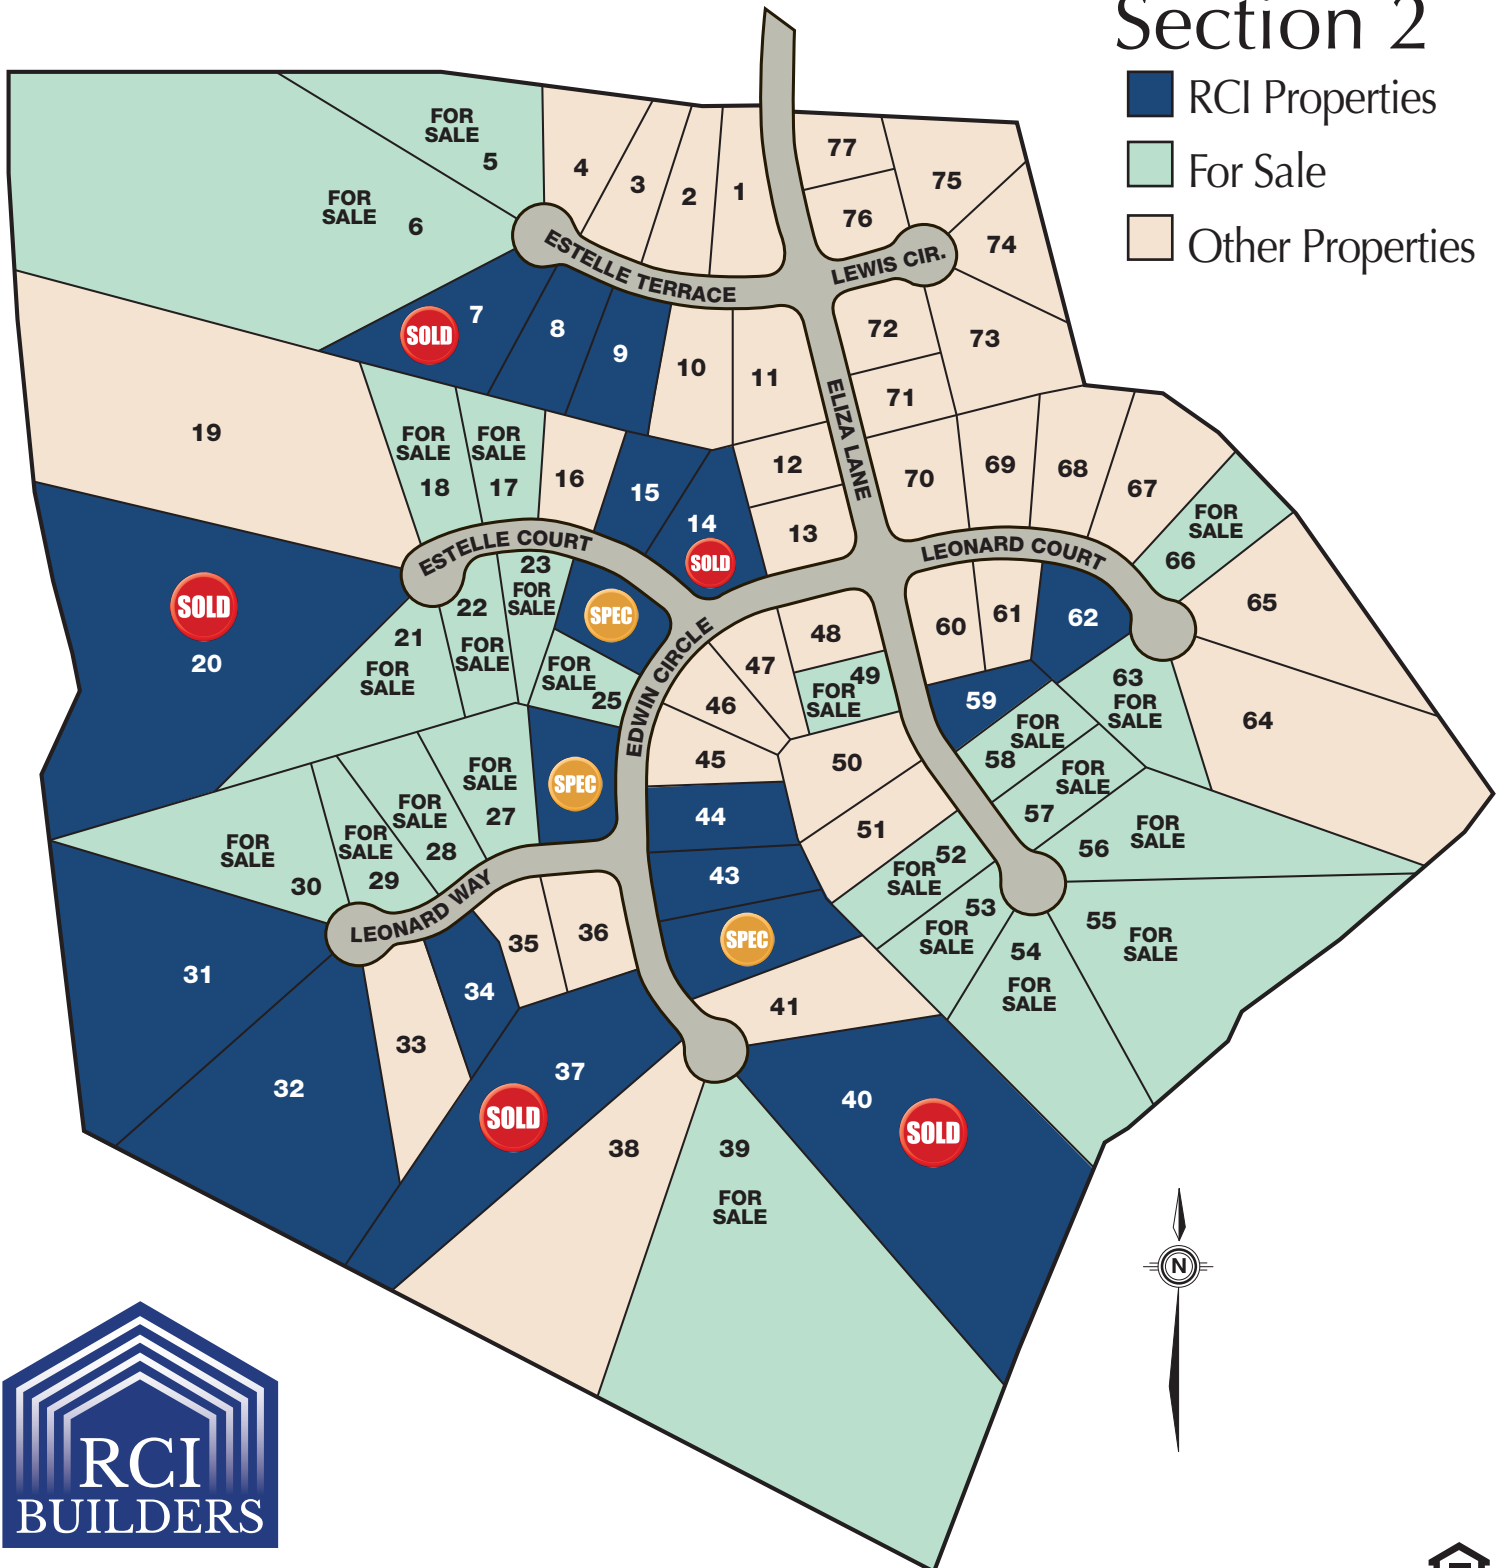 Section 2
RCI Properties
For Sale
Other Properties
FOR
SALE
5
FOR
SALE 6
4
3
2
1
77
76
75
74
ESTELLE TERRACE
LEWIS CIR.
SOLD 7
8
9
10
11
72
73
71
ELIZA LANE
19
FOR
SALE
18
FOR
SALE
17
16
15
14
SOLD
12
13
70
69
68
67
FOR
SALE
66
65
ESTELLE COURT
LEONARD COURT
SOLD
20
21
FOR
SALE
22
FOR
SALE
23
FOR
SALE
SPEC
FOR
SALE 25
EDWIN CIRCLE
48
47
46
45
49
FOR
SALE
60
61
62
59
63
FOR
SALE
64
FOR
SALE
58
FOR
SALE
57
50
51
56 FOR
SALE
FOR
SALE
30
FOR
SALE
29
FOR
SALE
28
FOR
SALE
27
SPEC
44
43
SPEC
52
FOR
SALE
53
FOR
SALE
54
FOR
SALE
55 FOR
SALE
LEONARD WAY
31
32
33
34
35
36
41
37
SOLD
38
39
FOR
SALE
40
SOLD
N
RCI
BUILDERS